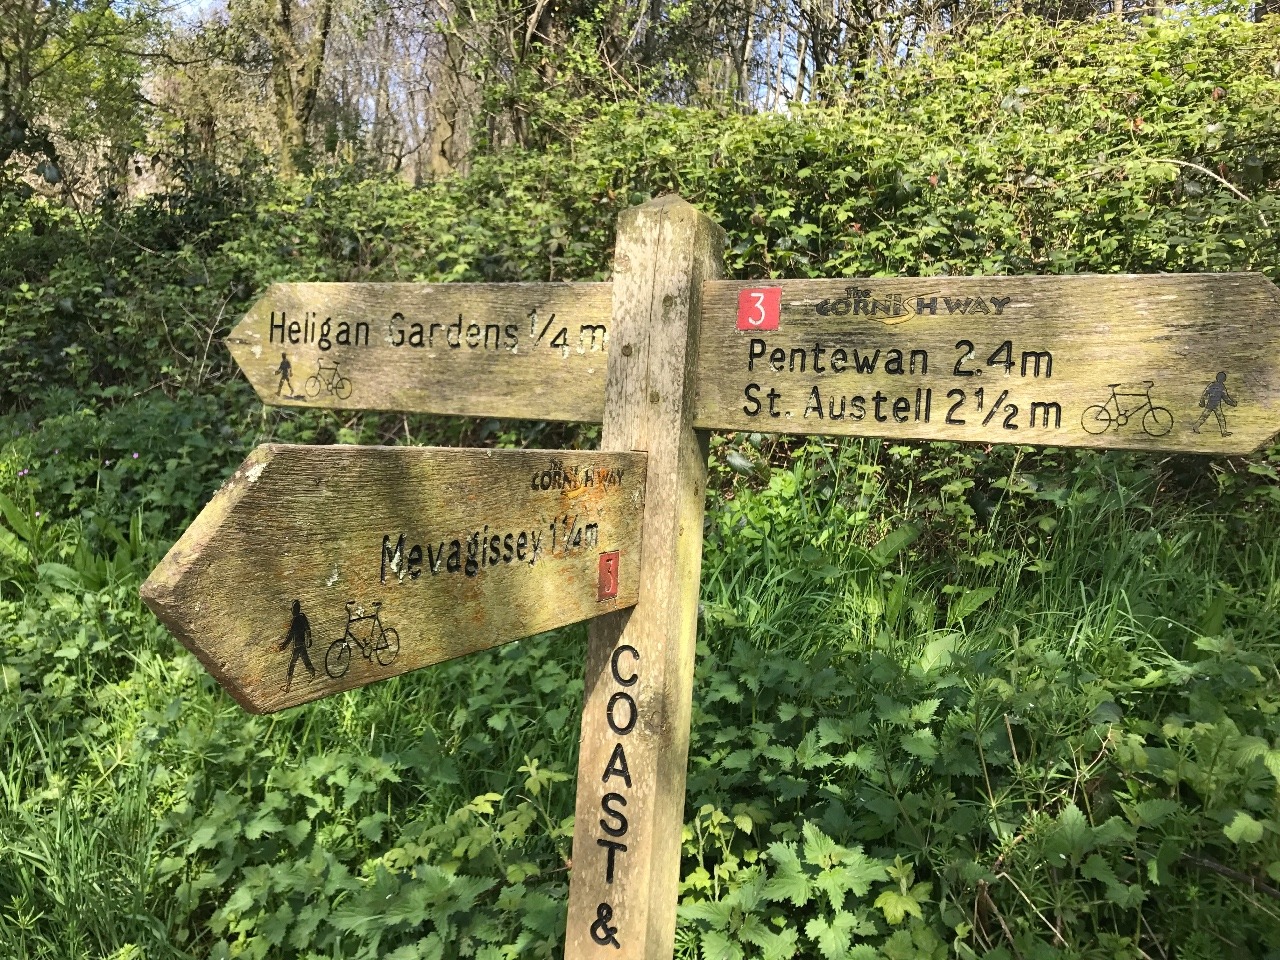 Heligan Gardens 1/4 m
3 The CORNISH WAY
Pentewan 2.4m
St. Austell 2 1/2 m
The CORNISH WAY
Mevagissey 1 1/4 m
3
COAST &